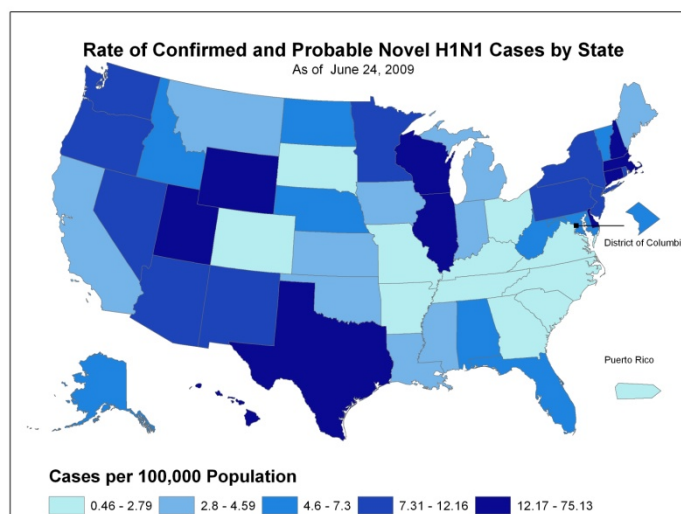 Rate of Confirmed and Probable Novel H1N1 Cases by State
As of June 24, 2009
District of Columbi
Puerto Rico
Cases per 100,000 Population
0.46 - 2.79 2.8 - 4.59 4.6 - 7.3 7.31 - 12.16 12.17 - 75.13